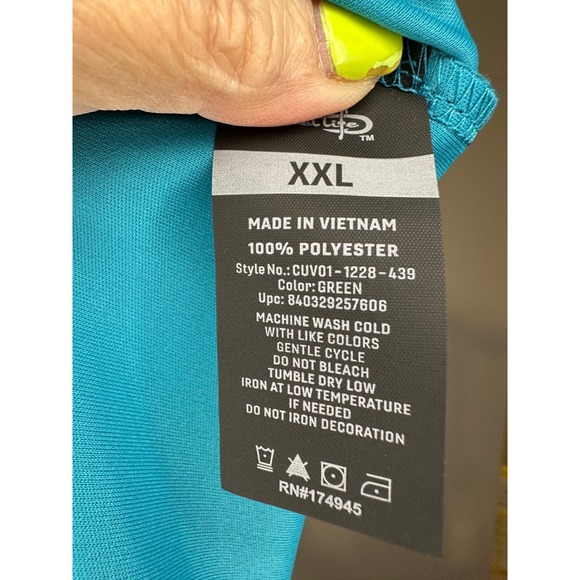 TM
XXL
MADE IN VIETNAM
100% POLYESTER
Style No.: CUV01-1228-439
Color: GREEN
Upc: 840329257606
MACHINE WASH COLD
WITH LIKE COLORS
GENTLE CYCLE
DO NOT BLEACH
TUMBLE DRY LOW
IRON AT LOW TEMPERATURE
IF NEEDED
DO NOT IRON DECORATION
RN#174945